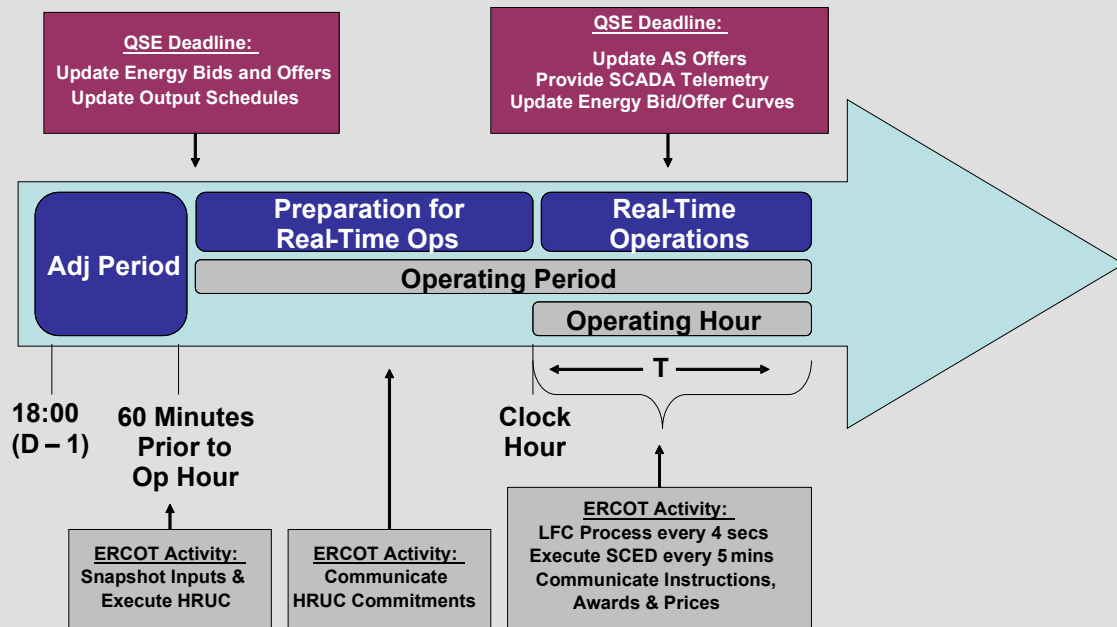 QSE Deadline:
Update Energy Bids and Offers
Update Output Schedules
QSE Deadline:
Update AS Offers
Provide SCADA Telemetry
Update Energy Bid/Offer Curves
Adj Period
Preparation for
Real-Time Ops
Real-Time
Operations
Operating Period
Operating Hour
T
18:00
(D – 1)
60 Minutes
Prior to
Op Hour
Clock
Hour
ERCOT Activity:
Snapshot Inputs &
Execute HRUC
ERCOT Activity:
Communicate
HRUC Commitments
ERCOT Activity:
LFC Process every 4 secs
Execute SCED every 5 mins
Communicate Instructions,
Awards & Prices